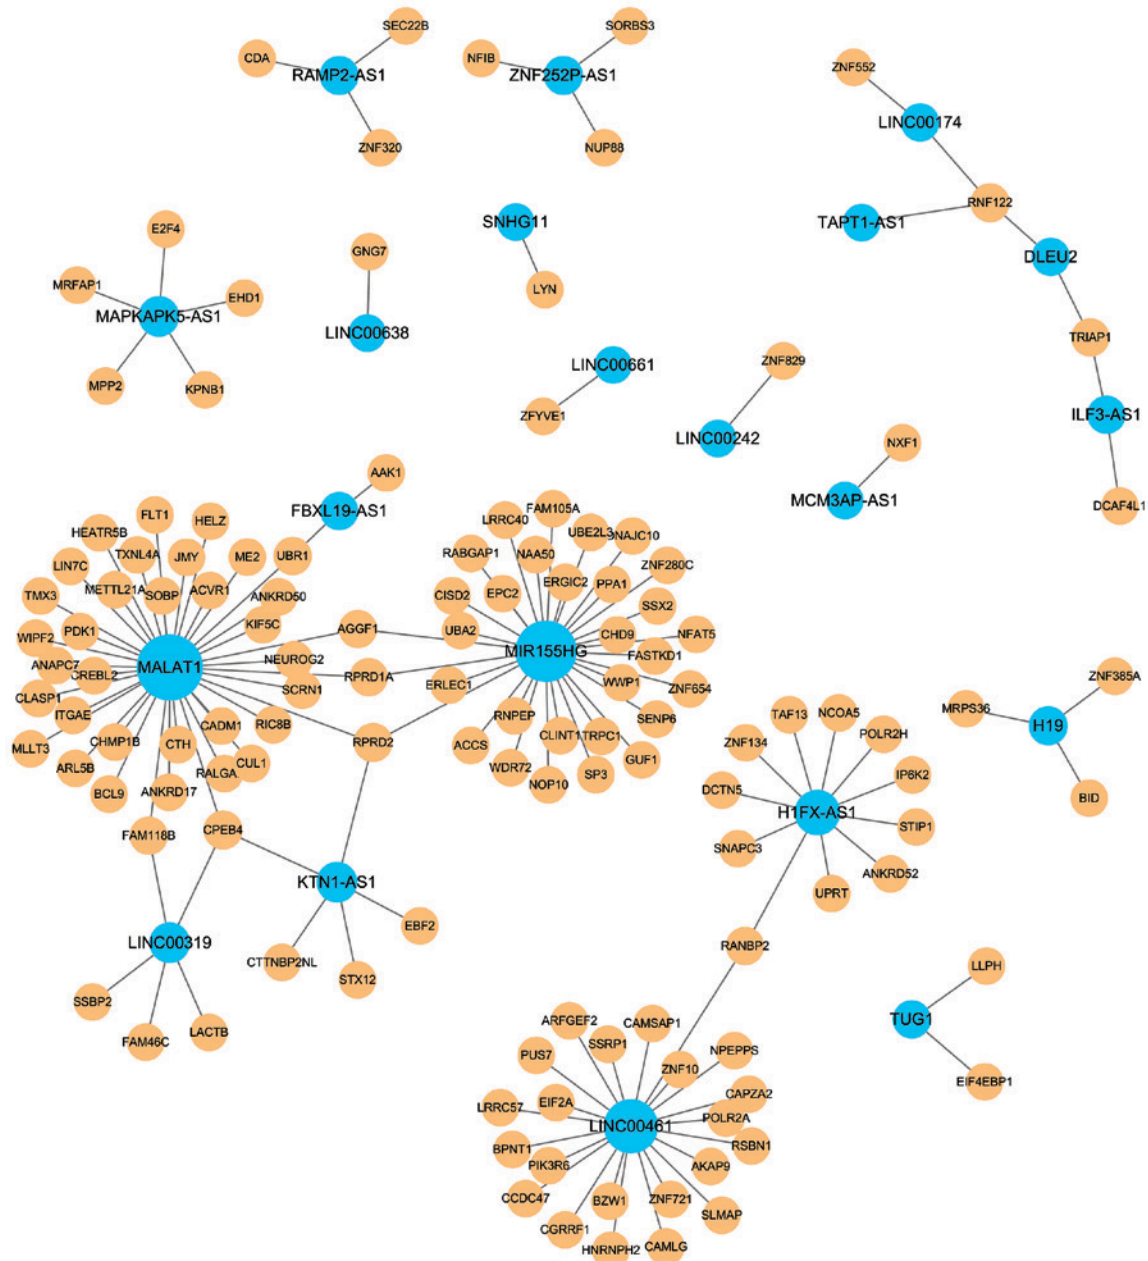 SEC22B
SORBS3
CDA
NFIB
RAMP2-AS1
ZNF252P-AS1
ZNF552
LINC00174
ZNF320
NUP88
RNF122
SNHG11
TAPT1-AS1
E2F4
GNG7
DLEU2
MRFAP1
EHD1
LYN
MAPKAPK5-AS1
LINC00638
TRIAP1
LINC00661
ZNF829
MPP2
KPNB1
ZFYVE1
ILF3-AS1
LINC00242
NXF1
AAK1
MCM3AP-AS1
DCAF4L1
FBXL19-AS1
FLT1
HELZ
LRRC40
FAM105A
HEATR5B
UBE2L3
DNAJC10
TXNL4A
JMY
ME2
UBR1
RABGAP1
NAA50
ZNF280C
LIN7C
METTL21A
SOBP
ACVR1
ANKRD50
CISD2
EPC2
ERGIC2
PPA1
TMX3
SSX2
WIPF2
PDK1
KIF5C
AGGF1
UBA2
CHD9
NFAT5
MALAT1
MIR155HG
FASTKD1
ANAPC7
CREBL2
NEUROG2
RPRD1A
ERLEC1
WWP1
ZNF654
CLASP1
SCRN1
ITGAE
CADM1
RIC8B
RNPEP
SENP6
MLLT3
CHMP1B
CTH
CUL1
RPRD2
ACCS
CLINT1
TRPC1
GUF1
ARL5B
RALGA
WDR72
SP3
BCL9
ANKRD17
NOP10
FAM118B
CPEB4
ZNF385A
MRPS36
H19
BID
TAF13
NCOA5
ZNF134
POLR2H
DCTN5
IP6K2
H1FX-AS1
STIP1
SNAPC3
ANKRD52
UPRT
KTN1-AS1
EBF2
LINC00319
CTTNBP2NL
STX12
RANBP2
SSBP2
FAM46C
LACTB
LLPH
TUG1
EIF4EBP1
ARFGEF2
CAMSAP1
SSRP1
NPEPPS
PUS7
ZNF10
LRRC57
EIF2A
CAPZA2
POLR2A
LINC00461
BPNT1
RSBN1
PIK3R6
AKAP9
CCDC47
BZW1
ZNF721
SLMAP
CGRRF1
HNRNPH2
CAMLG